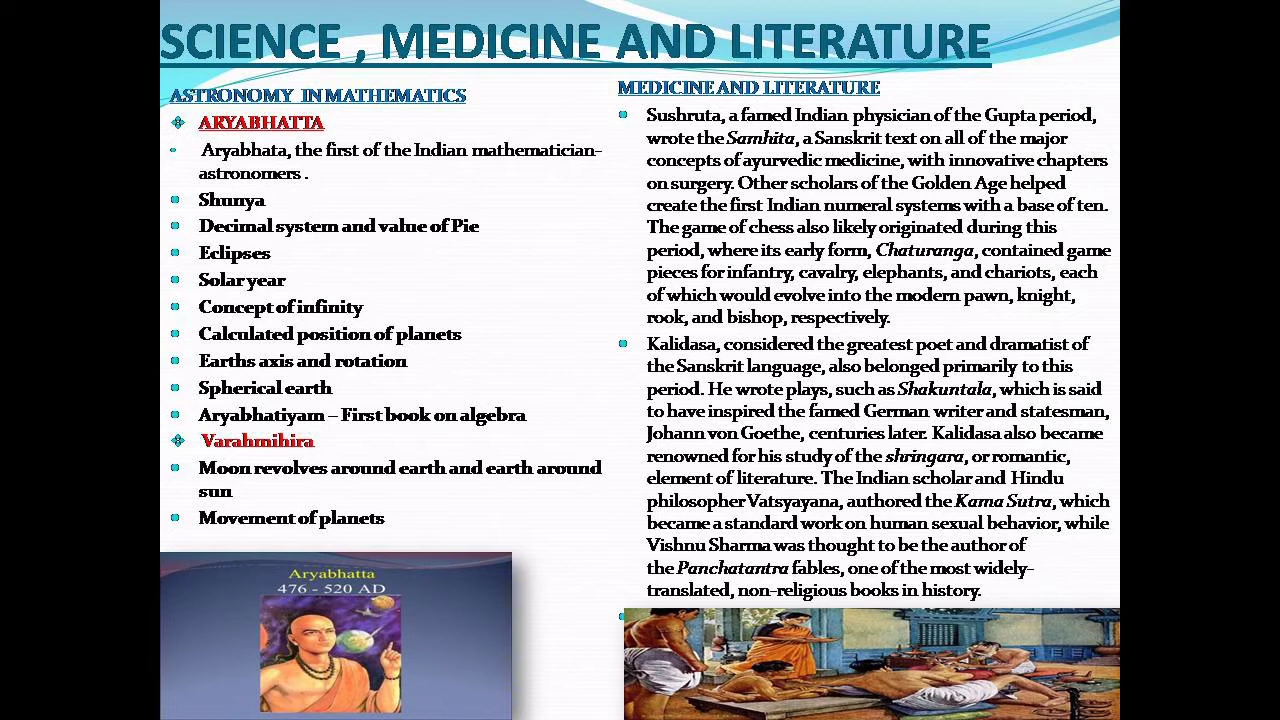 SCIENCE , MEDICINE AND LITERATURE
ASTRONOMY IN MATHEMATICS
ARYABHATTA
Aryabhata, the first of the Indian mathematician-
astronomers .
Shunya
Decimal system and value of Pie
Eclipses
Solar year
Concept of infinity
Calculated position of planets
Earths axis and rotation
Spherical earth
Aryabhatiyam – First book on algebra
Varahmihira
Moon revolves around earth and earth around
sun
Movement of planets
Aryabhatta
476 - 520 AD
MEDICINE AND LITERATURE
Sushruta, a famed Indian physician of the Gupta period,
wrote the Samhita, a Sanskrit text on all of the major
concepts of ayurvedic medicine, with innovative chapters
on surgery. Other scholars of the Golden Age helped
create the first Indian numeral systems with a base of ten.
The game of chess also likely originated during this
period, where its early form, Chaturanga, contained game
pieces for infantry, cavalry, elephants, and chariots, each
of which would evolve into the modern pawn, knight,
rook, and bishop, respectively.
Kalidasa, considered the greatest poet and dramatist of
the Sanskrit language, also belonged primarily to this
period. He wrote plays, such as Shakuntala, which is said
to have inspired the famed German writer and statesman,
Johann von Goethe, centuries later. Kalidasa also became
renowned for his study of the shringara, or romantic,
element of literature. The Indian scholar and Hindu
philosopher Vatsyayana, authored the Kama Sutra, which
became a standard work on human sexual behavior, while
Vishnu Sharma was thought to be the author of
the Panchatantra fables, one of the most widely-
translated, non-religious books in history.